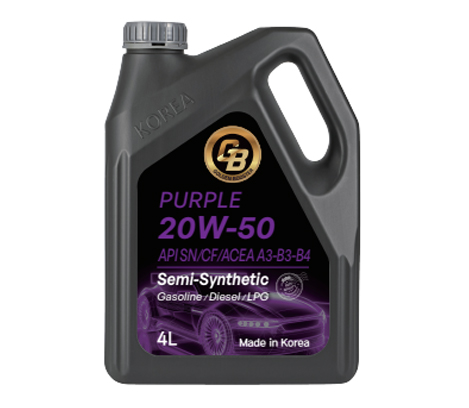 KOREA
GB
GOLDEN BOOSTER
PURPLE
20W-50
API SN/CF/ACEA A3-B3-B4
Semi-Synthetic
Gasoline/Diesel/LPG
4L
Made in Korea